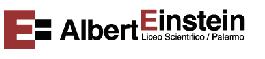 E= Albert Einstein
Liceo Scientifico / Palermo